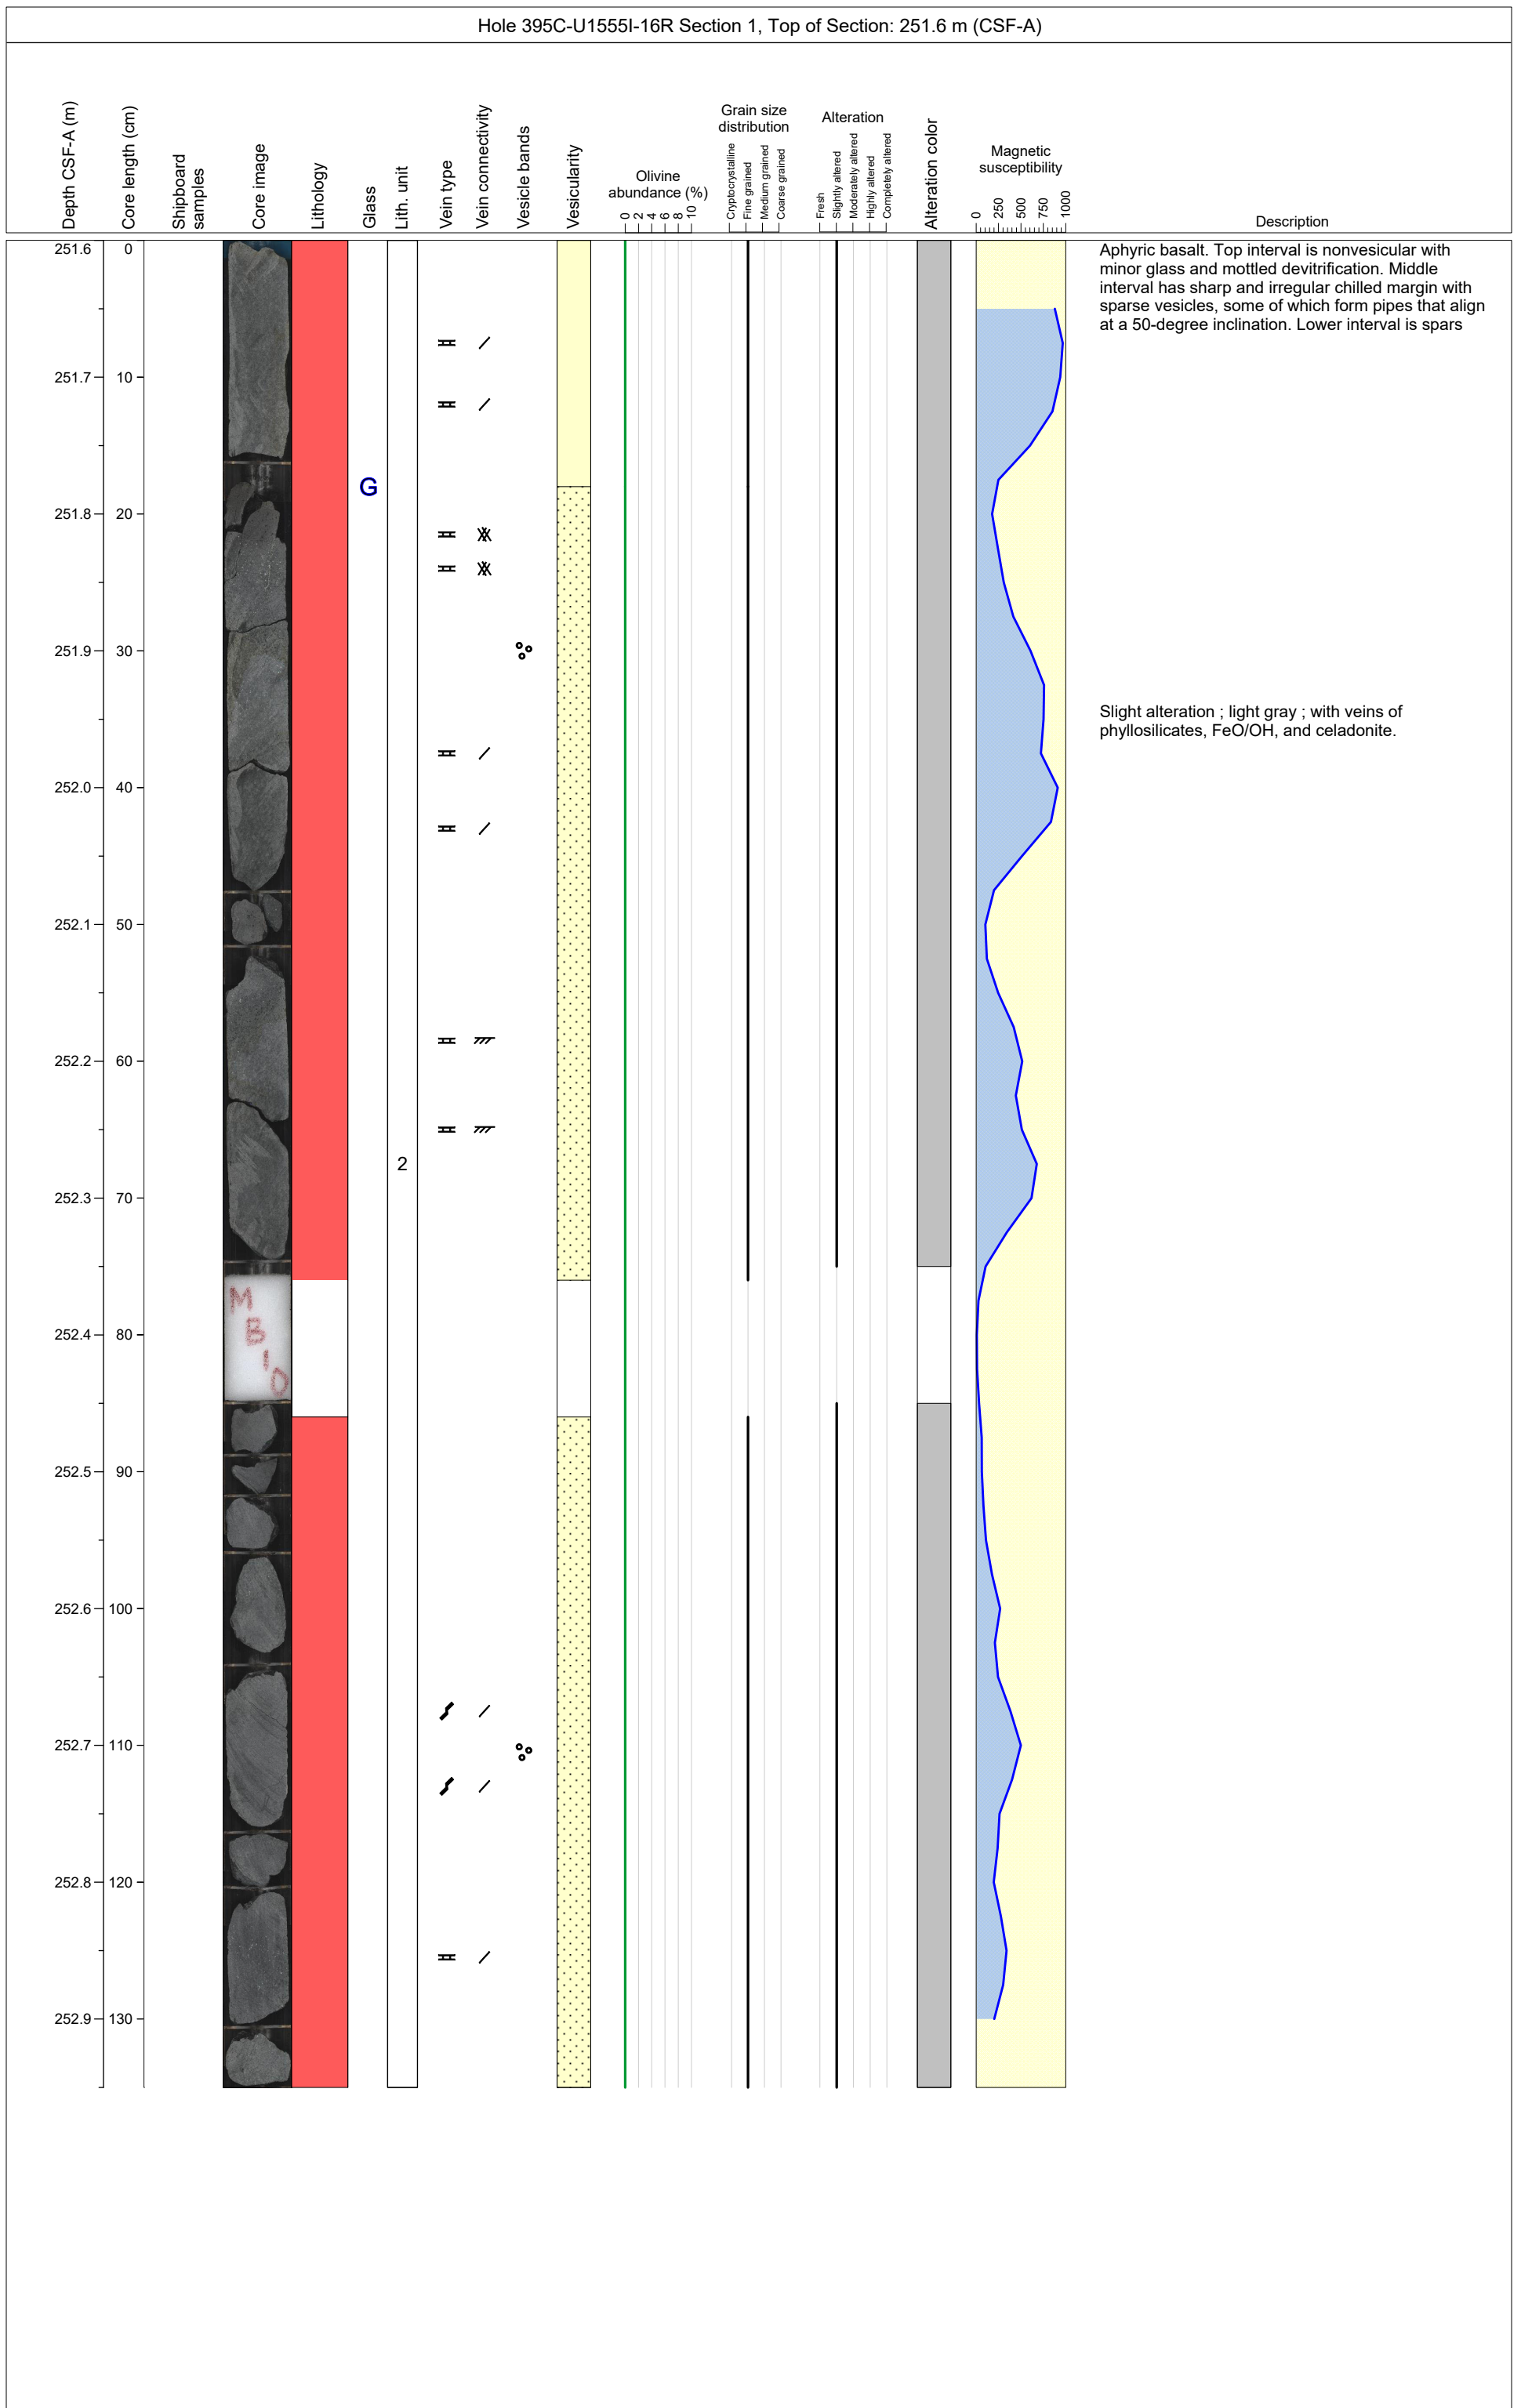 Hole 395C-U1555I-16R Section 1, Top of Section: 251.6 m (CSF-A)
Depth CSF-A (m)
Core length (cm)
Shipboard
samples
Core image
Lithology
Glass
Lith. unit
Vein type
Vein connectivity
Vesicle bands
Vesicularity
Olivine
abundance (%)
0 2 4 6 8 10
Grain size
distribution
Cryptocrystalline
Fine grained
Medium grained
Coarse grained
Alteration
Fresh
Slightly altered
Moderately altered
Highly altered
Completely altered
Alteration color
Magnetic
susceptibility
0 250 500 750 1000
Description
251.6 0
251.7 10
251.8 20
251.9 30
252.0 40
252.1 50
252.2 60
252.3 70
252.4 80
252.5 90
252.6 100
252.7 110
252.8 120
252.9 130
M
B
I
O
G
2
Aphyric basalt. Top interval is nonvesicular with
minor glass and mottled devitrification. Middle
interval has sharp and irregular chilled margin with
sparse vesicles, some of which form pipes that align
at a 50-degree inclination. Lower interval is spars
Slight alteration ; light gray ; with veins of
phyllosilicates, FeO/OH, and celadonite.